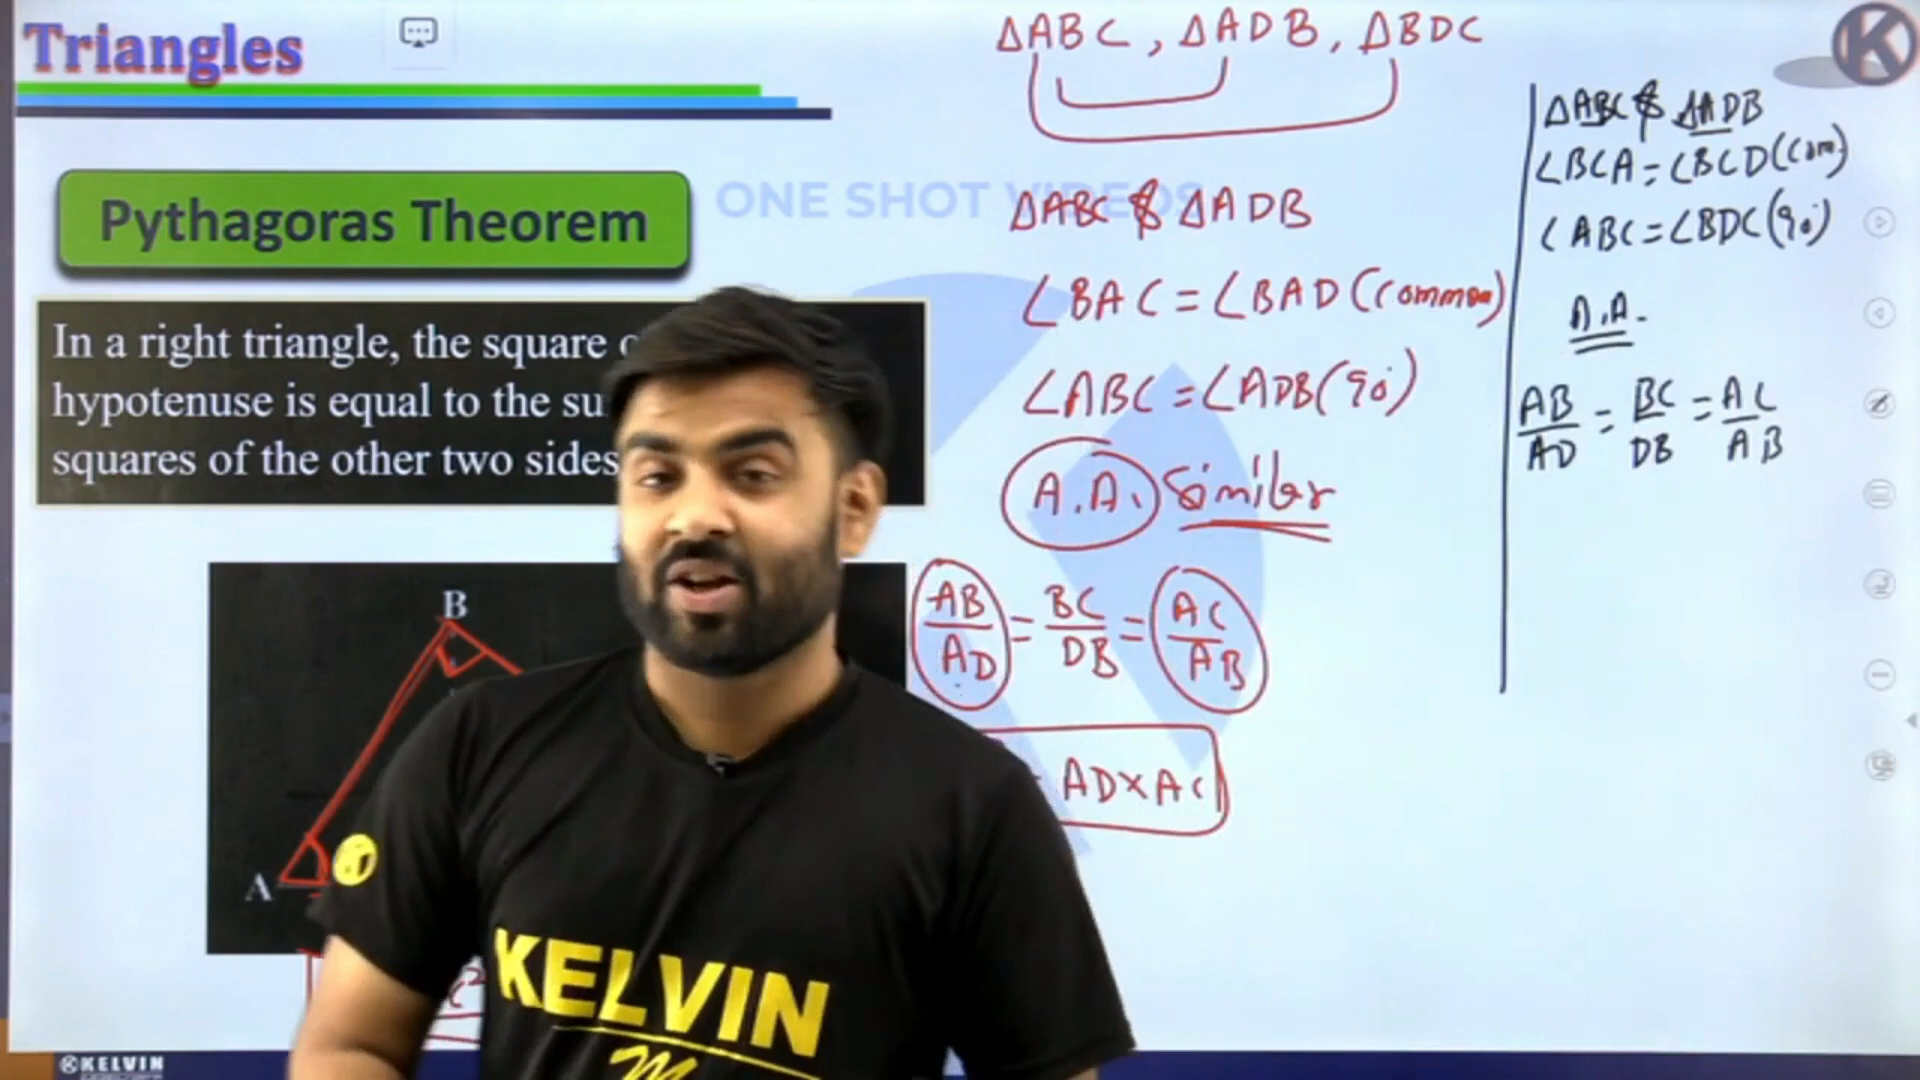 Triangles
Pythagoras Theorem
ONE SHOT VIDEOS
In a right triangle, the square
hypotenuse is equal to the
squares of the other two sides
B
A
ΔABC, ΔADB, ΔBDC
ΔABC & ΔADB
∠BAC = ∠BAD (common)
∠ABC = ∠ADB (90°)
A.A. Similar
AB/AD = BC/DB = AC/AB
AD×AC
ΔABC & ΔADB
∠BCA = ∠BCD (com.)
∠ABC = ∠BDC (90°)
A.A.
AB/AD = BC/DB = AC/AB
K
KELVIN
KELVIN